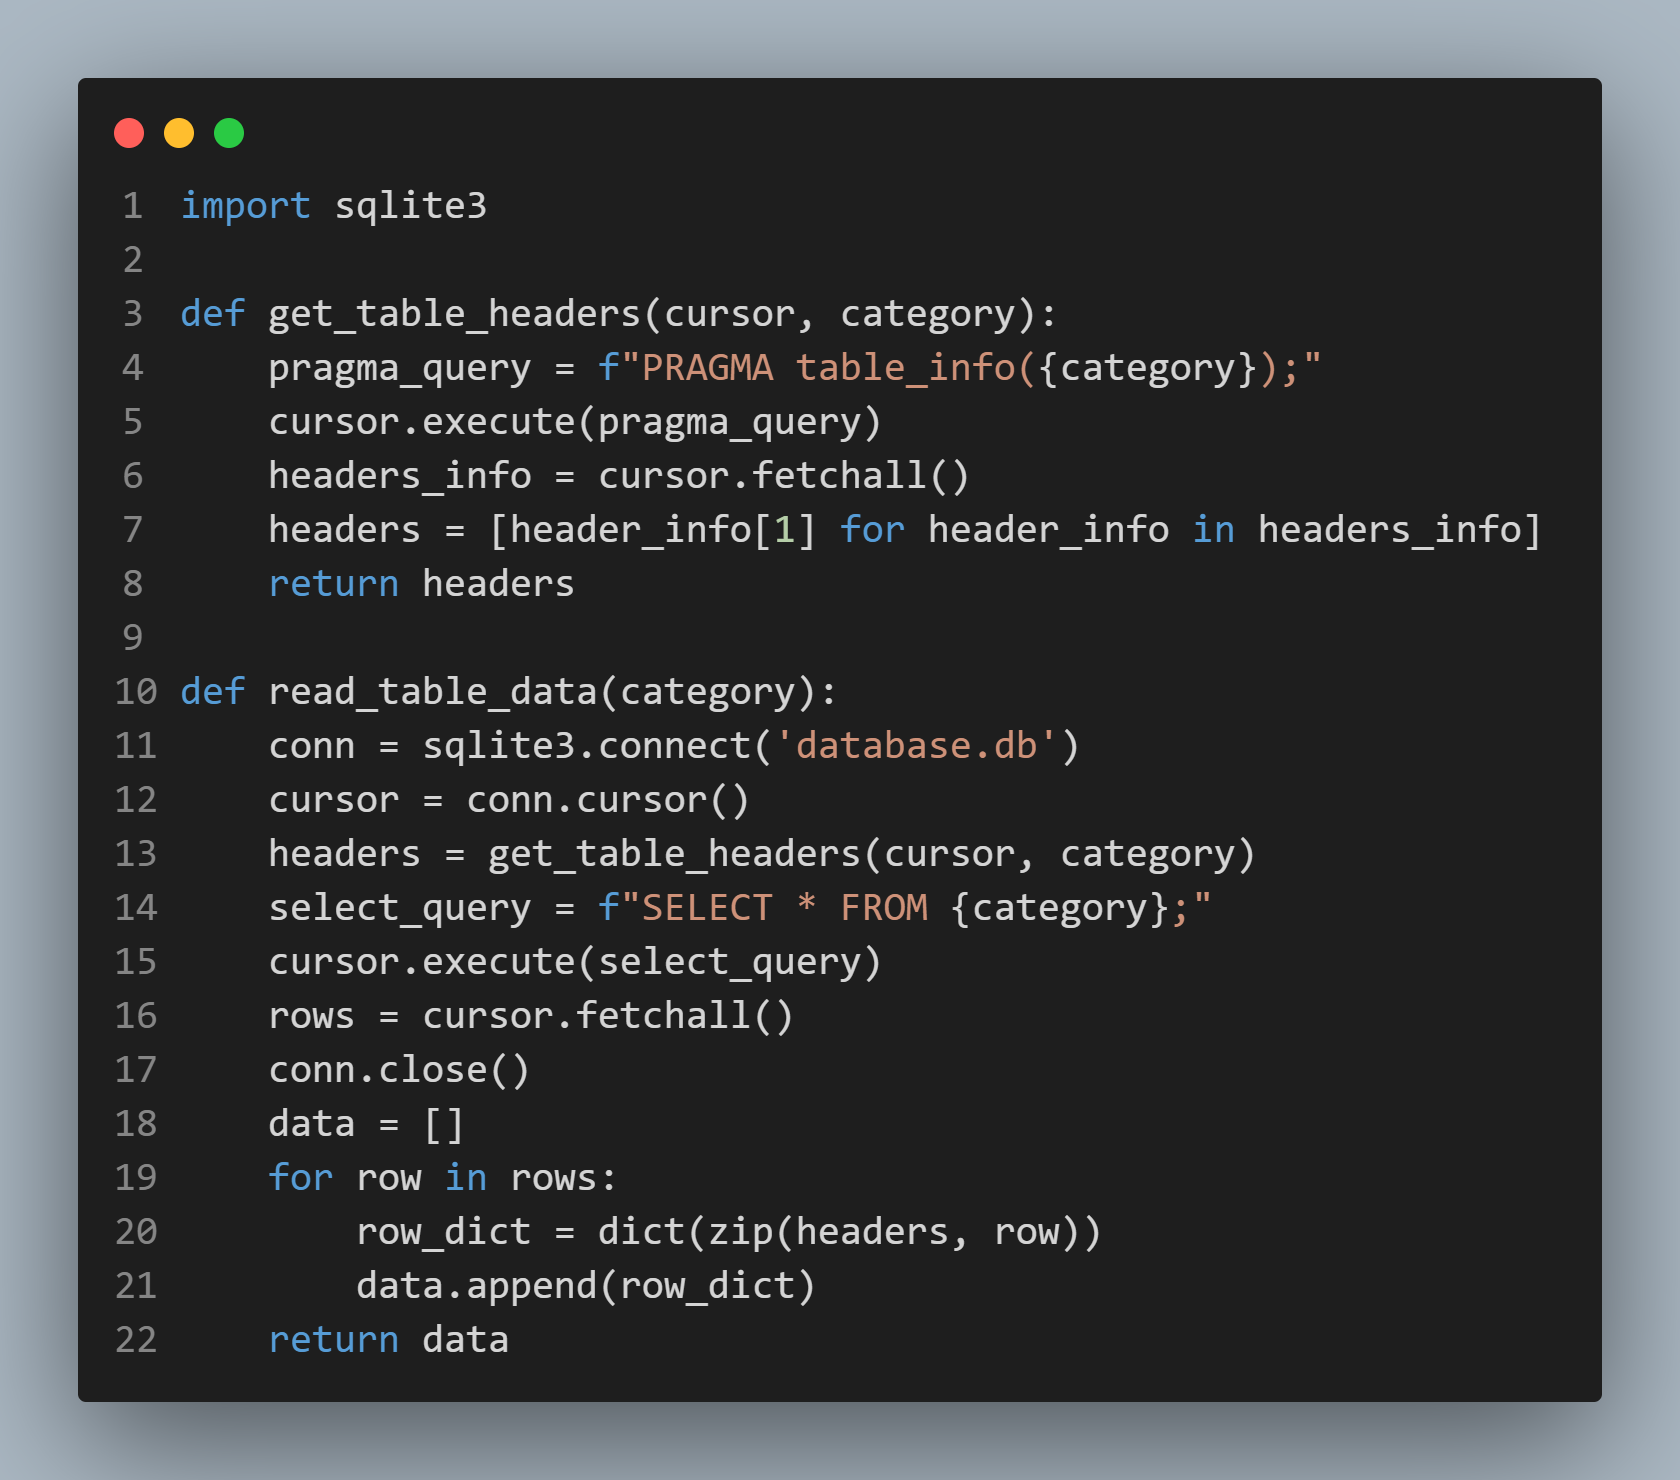 1 import sqlite3
2
3 def get_table_headers(cursor, category):
4     pragma_query = f"PRAGMA table_info({category});"
5     cursor.execute(pragma_query)
6     headers_info = cursor.fetchall()
7     headers = [header_info[1] for header_info in headers_info]
8     return headers
9
10 def read_table_data(category):
11     conn = sqlite3.connect('database.db')
12     cursor = conn.cursor()
13     headers = get_table_headers(cursor, category)
14     select_query = f"SELECT * FROM {category};"
15     cursor.execute(select_query)
16     rows = cursor.fetchall()
17     conn.close()
18     data = []
19     for row in rows:
20         row_dict = dict(zip(headers, row))
21         data.append(row_dict)
22     return data